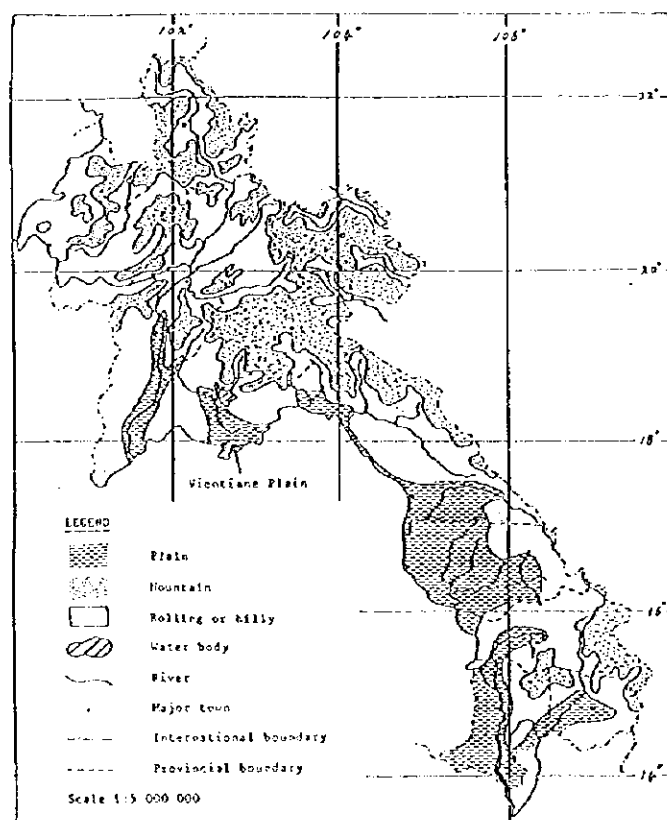 102° 104° 106°
32°
20°
18°
Vientiane Plain
LEGEND
Plain
Mountain
Rolling or hilly
Water body
River
Major town
International boundary
Provincial boundary
16°
Scale 1:5 000 000
14°